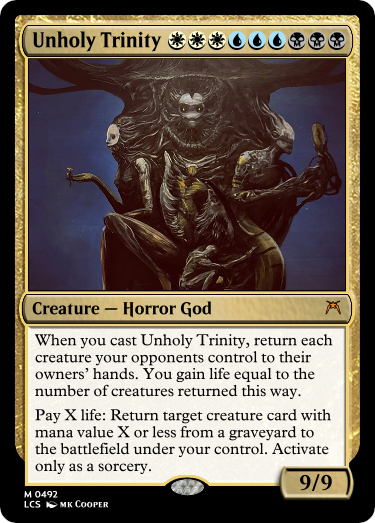 Unholy Trinity
Creature — Horror God
When you cast Unholy Trinity, return each
creature your opponents control to their
owners' hands. You gain life equal to the
number of creatures returned this way.
Pay X life: Return target creature card with
mana value X or less from a graveyard to
the battlefield under your control. Activate
only as a sorcery.
9/9
M 0492
LCS MK COOPER